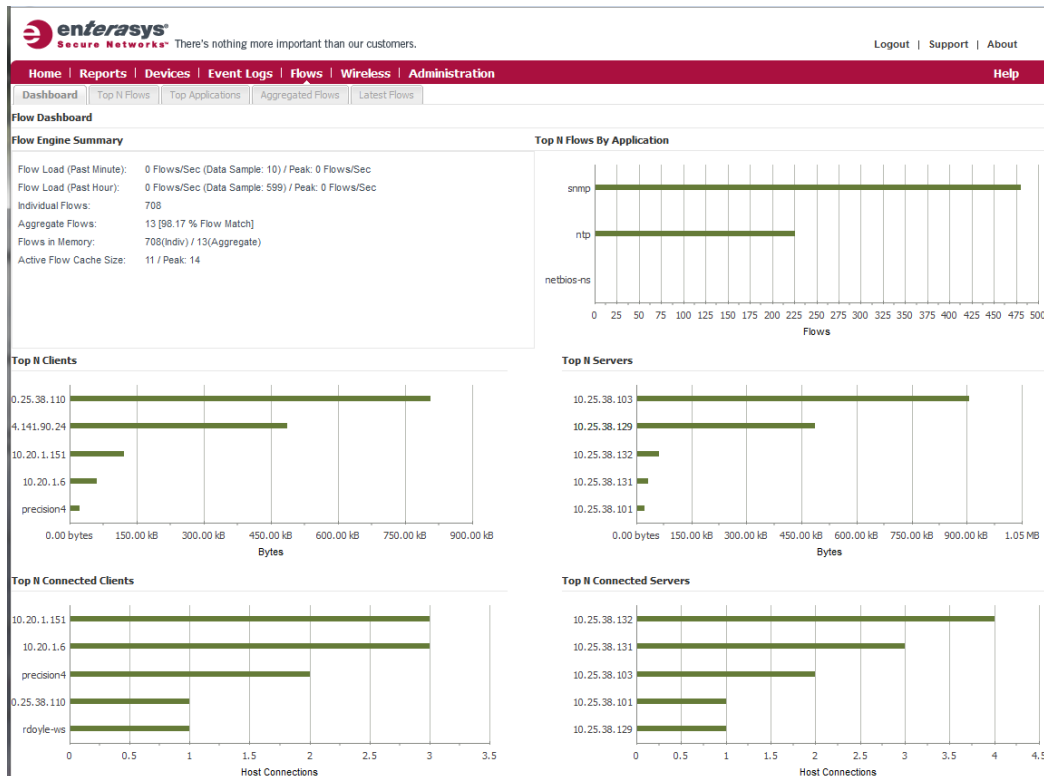 enterasys®
Secure Networks™ There's nothing more important than our customers.
Logout | Support | About
Home | Reports | Devices | Event Logs | Flows | Wireless | Administration Help
Dashboard Top N Flows Top Applications Aggregated Flows Latest Flows
Flow Dashboard
Flow Engine Summary
Flow Load (Past Minute): 0 Flows/Sec (Data Sample: 10) / Peak: 0 Flows/Sec
Flow Load (Past Hour): 0 Flows/Sec (Data Sample: 599) / Peak: 0 Flows/Sec
Individual Flows: 708
Aggregate Flows: 13 [98.17 % Flow Match]
Flows in Memory: 708(Indiv) / 13(Aggregate)
Active Flow Cache Size: 11 / Peak: 14
Top N Flows By Application
snmp
ntp
netbios-ns
0 25 50 75 100 125 150 175 200 225 250 275 300 325 350 375 400 425 450 475 500
Flows
Top N Clients
0.25.38.110
4.141.90.24
10.20.1.151
10.20.1.6
precision4
0.00 bytes 150.00 kB 300.00 kB 450.00 kB 600.00 kB 750.00 kB 900.00 kB
Bytes
Top N Servers
10.25.38.103
10.25.38.129
10.25.38.132
10.25.38.131
10.25.38.101
0.00 bytes 150.00 kB 300.00 kB 450.00 kB 600.00 kB 750.00 kB 900.00 kB 1.05 MB
Bytes
Top N Connected Clients
10.20.1.151
10.20.1.6
precision4
0.25.38.110
rdoyle-ws
0 0.5 1 1.5 2 2.5 3 3.5
Host Connections
Top N Connected Servers
10.25.38.132
10.25.38.131
10.25.38.103
10.25.38.101
10.25.38.129
0 0.5 1 1.5 2 2.5 3 3.5 4 4.5
Host Connections